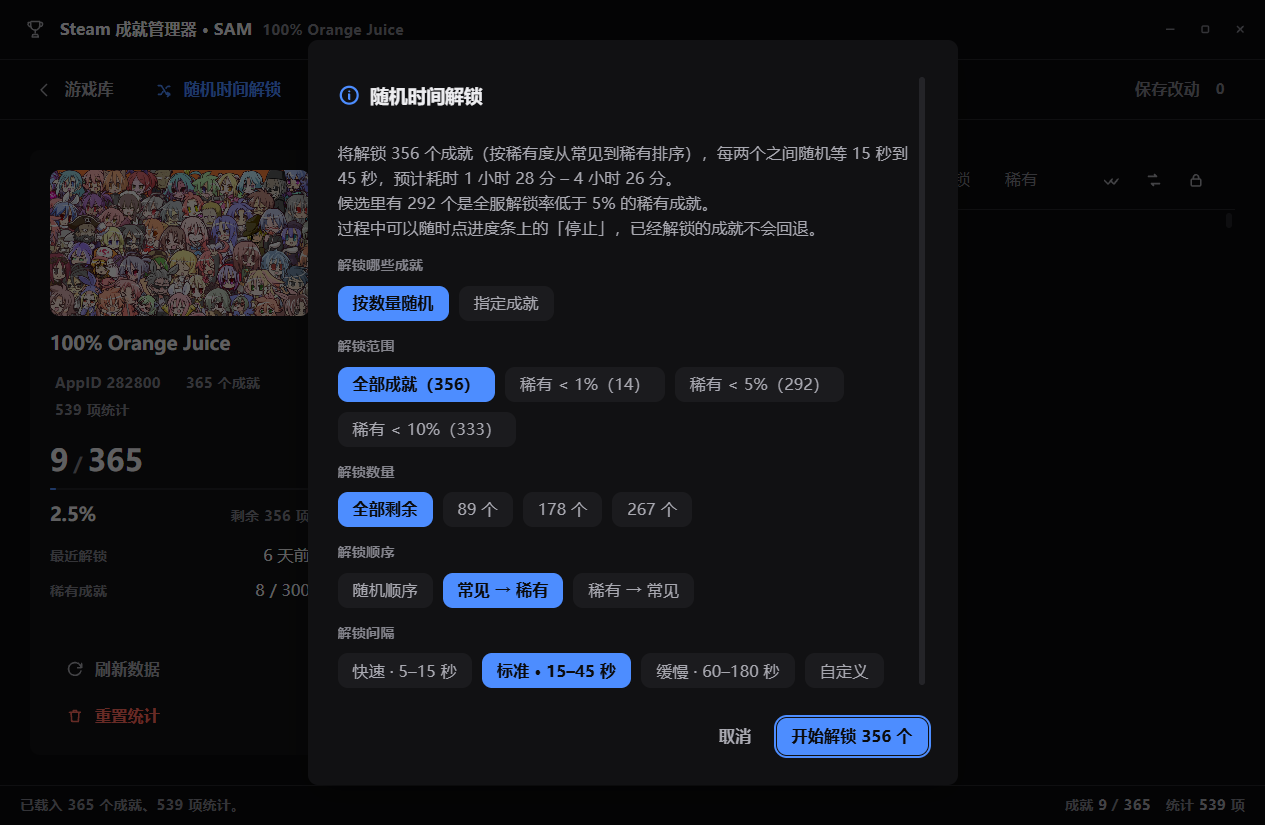 Steam 成就管理器 • SAM 100% Orange Juice
游戏库 随机时间解锁 保存改动 0
随机时间解锁
将解锁 356 个成就（按稀有度从常见到稀有排序），每两个之间随机等 15 秒到
45 秒，预计耗时 1 小时 28 分 – 4 小时 26 分。
候选里有 292 个是全服解锁率低于 5% 的稀有成就。
过程中可以随时点进度条上的「停止」，已经解锁的成就不会回退。
解锁哪些成就
按数量随机 指定成就
解锁范围
全部成就（356） 稀有 < 1%（14） 稀有 < 5%（292）
稀有 < 10%（333）
解锁数量
全部剩余 89 个 178 个 267 个
解锁顺序
随机顺序 常见 → 稀有 稀有 → 常见
解锁间隔
快速 · 5–15 秒 标准 • 15–45 秒 缓慢 · 60–180 秒 自定义
取消 开始解锁 356 个
锁 稀有
100% Orange Juice
AppID 282800 365 个成就
539 项统计
9 / 365
2.5% 剩余 356 项
最近解锁 6 天前
稀有成就 8 / 300
刷新数据
重置统计
已载入 365 个成就、539 项统计。 成就 9 / 365 统计 539 项